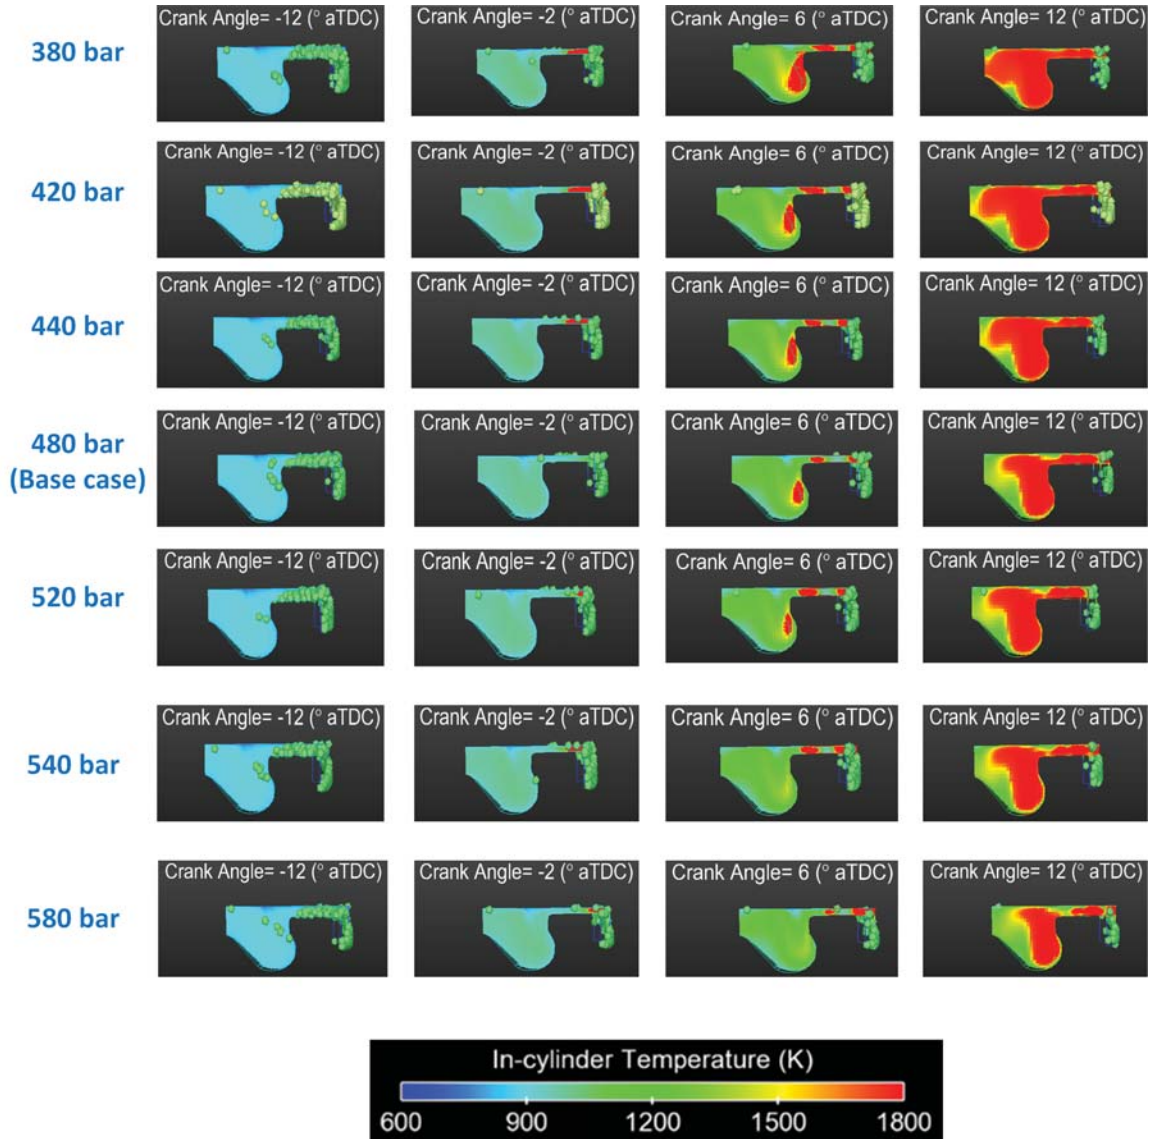 380 bar
Crank Angle= -12 (° aTDC)
Crank Angle= -2 (° aTDC)
Crank Angle= 6 (° aTDC)
Crank Angle= 12 (° aTDC)
420 bar
Crank Angle= -12 (° aTDC)
Crank Angle= -2 (° aTDC)
Crank Angle= 6 (° aTDC)
Crank Angle= 12 (° aTDC)
440 bar
Crank Angle= -12 (° aTDC)
Crank Angle= -2 (° aTDC)
Crank Angle= 6 (° aTDC)
Crank Angle= 12 (° aTDC)
480 bar
(Base case)
Crank Angle= -12 (° aTDC)
Crank Angle= -2 (° aTDC)
Crank Angle= 6 (° aTDC)
Crank Angle= 12 (° aTDC)
520 bar
Crank Angle= -12 (° aTDC)
Crank Angle= -2 (° aTDC)
Crank Angle= 6 (° aTDC)
Crank Angle= 12 (° aTDC)
540 bar
Crank Angle= -12 (° aTDC)
Crank Angle= -2 (° aTDC)
Crank Angle= 6 (° aTDC)
Crank Angle= 12 (° aTDC)
580 bar
Crank Angle= -12 (° aTDC)
Crank Angle= -2 (° aTDC)
Crank Angle= 6 (° aTDC)
Crank Angle= 12 (° aTDC)
In-cylinder Temperature (K)
600 900 1200 1500 1800